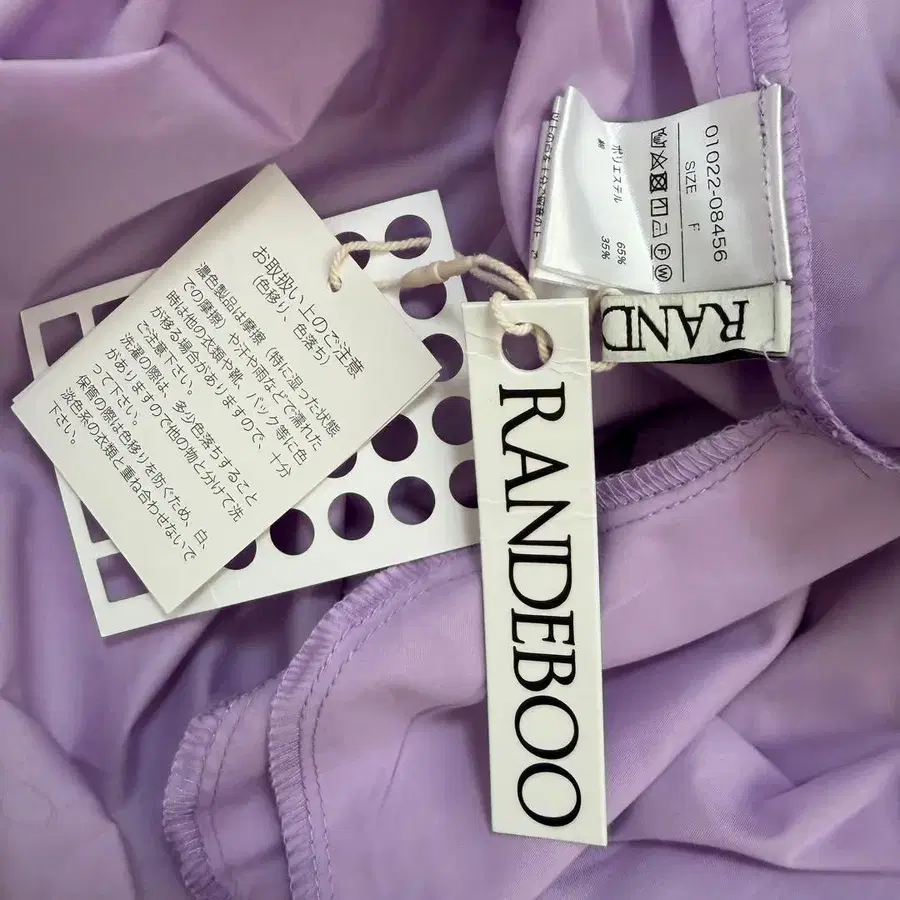 お取扱い上のご注意
(色移り、色落ち)
濃色製品は摩擦(特に湿った状態
での摩擦)や汗や雨などで濡れた
時は他の衣類や靴、バック等に色
が移る場合がありますので、十分
ご注意下さい。
洗濯の際は、多少色落ちすること
がありますので他の物と分けて洗
って下さい。
保管の際は色移りを防ぐため、白、
淡色系の衣類と重ね合わせないで
下さい。
RANDEBOO
01022-08456
SIZE F
ポリエステル 65%
綿 35%
RAND